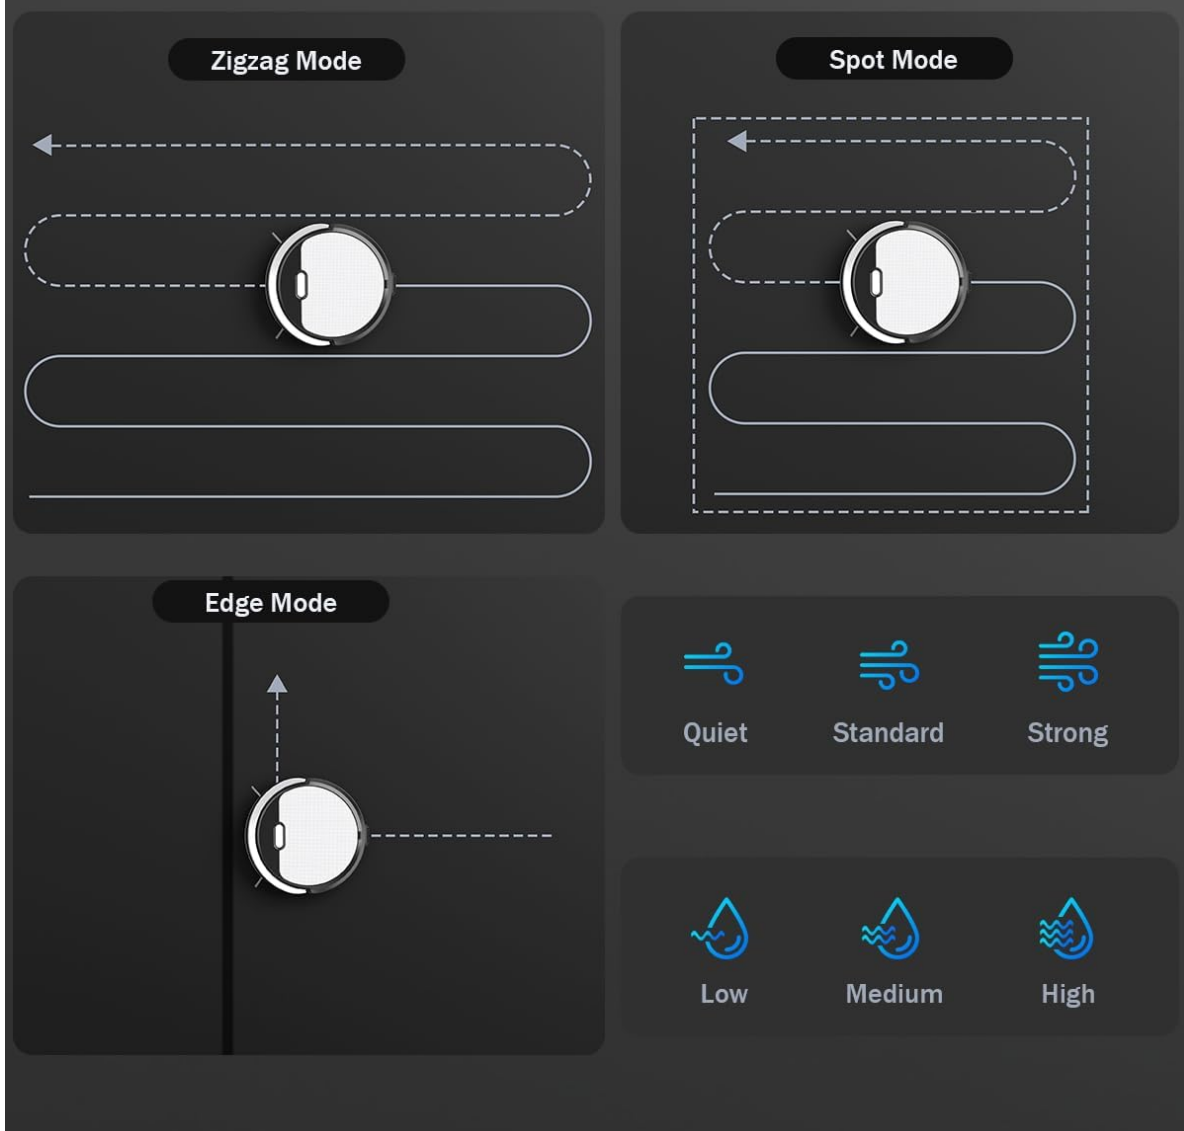 Zigzag Mode
Spot Mode
Edge Mode
Quiet
Standard
Strong
Low
Medium
High